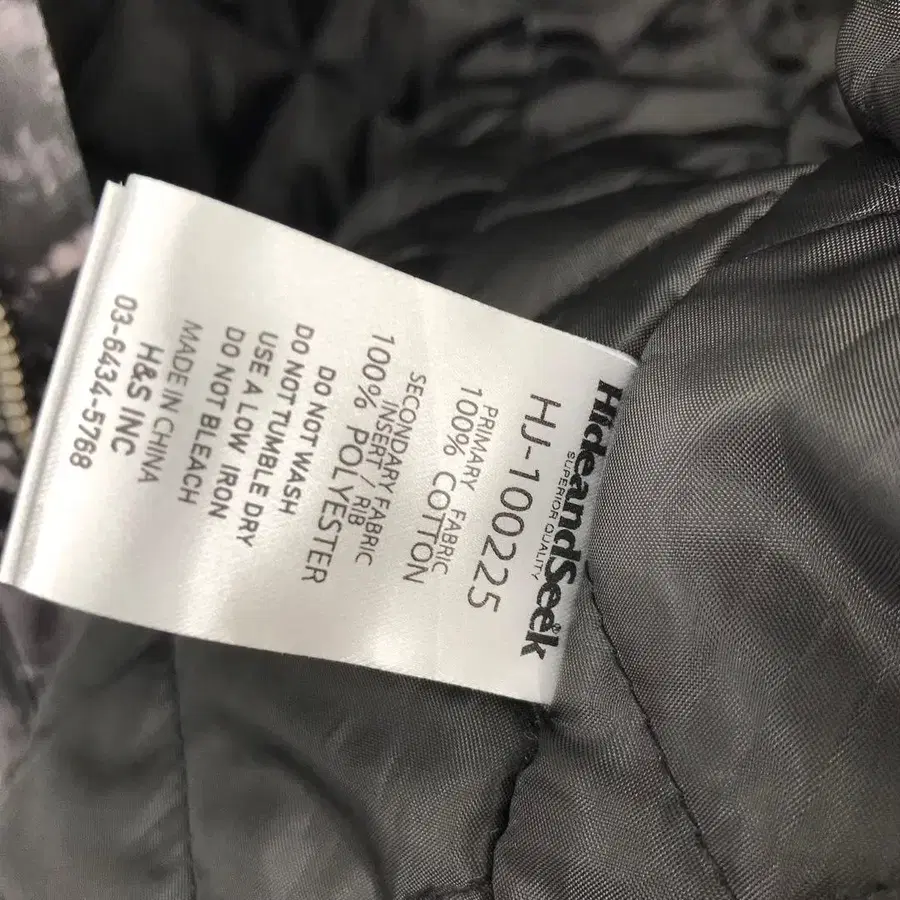 HideandSeek®
SUPERIOR QUALITY
HJ-100225
PRIMARY FABRIC
100% COTTON
SECONDARY FABRIC
INSERT / RIB
100% POLYESTER
DO NOT WASH
DO NOT TUMBLE DRY
USE A LOW IRON
DO NOT BLEACH
MADE IN CHINA
H&S INC
03-6434-5768